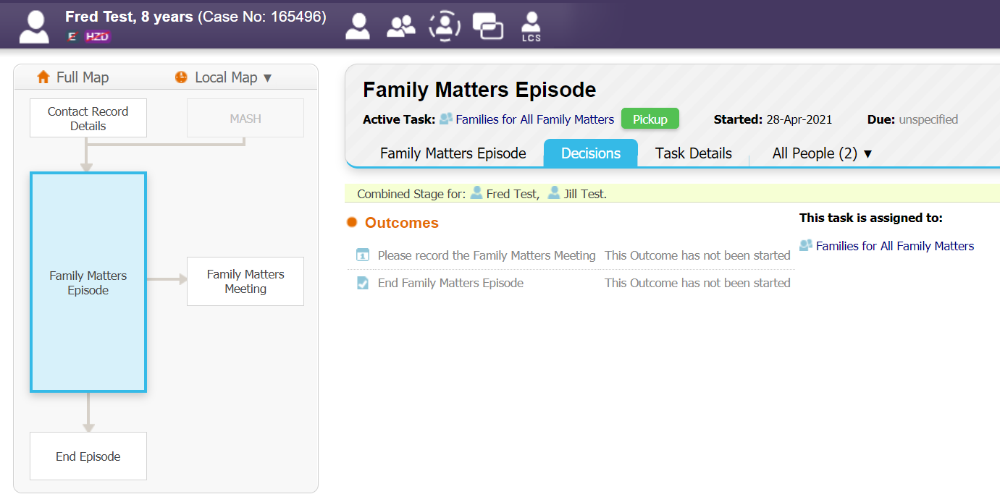 Fred Test, 8 years (Case No: 165496)
E HZD
LCS
Full Map Local Map ▼
Contact Record Details
MASH
Family Matters Episode
Family Matters Meeting
End Episode
Family Matters Episode
Active Task: Families for All Family Matters Pickup Started: 28-Apr-2021 Due: unspecified
Family Matters Episode Decisions Task Details All People (2) ▼
Combined Stage for: Fred Test, Jill Test.
Outcomes
Please record the Family Matters Meeting This Outcome has not been started
End Family Matters Episode This Outcome has not been started
This task is assigned to:
Families for All Family Matters